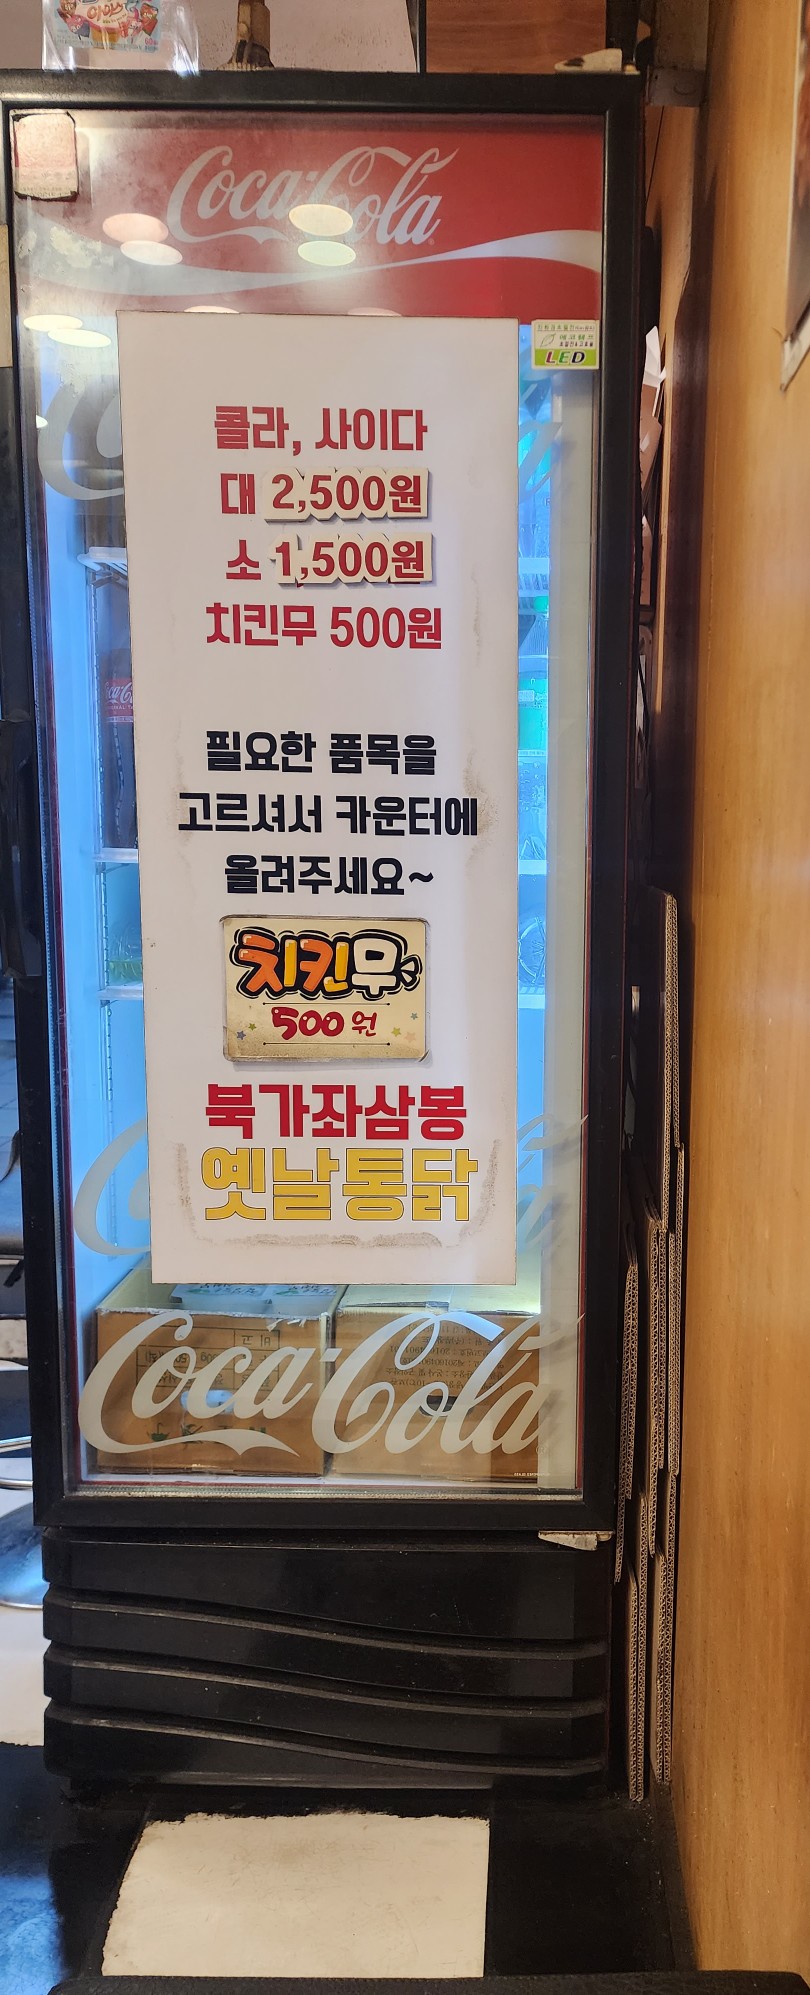 Coca-Cola
LED
콜라, 사이다
대 2,500원
소 1,500원
치킨무 500원
필요한 품목을
고르셔서 카운터에
올려주세요~
치킨무
500원
북가좌삼봉
옛날통닭
Coca-Cola